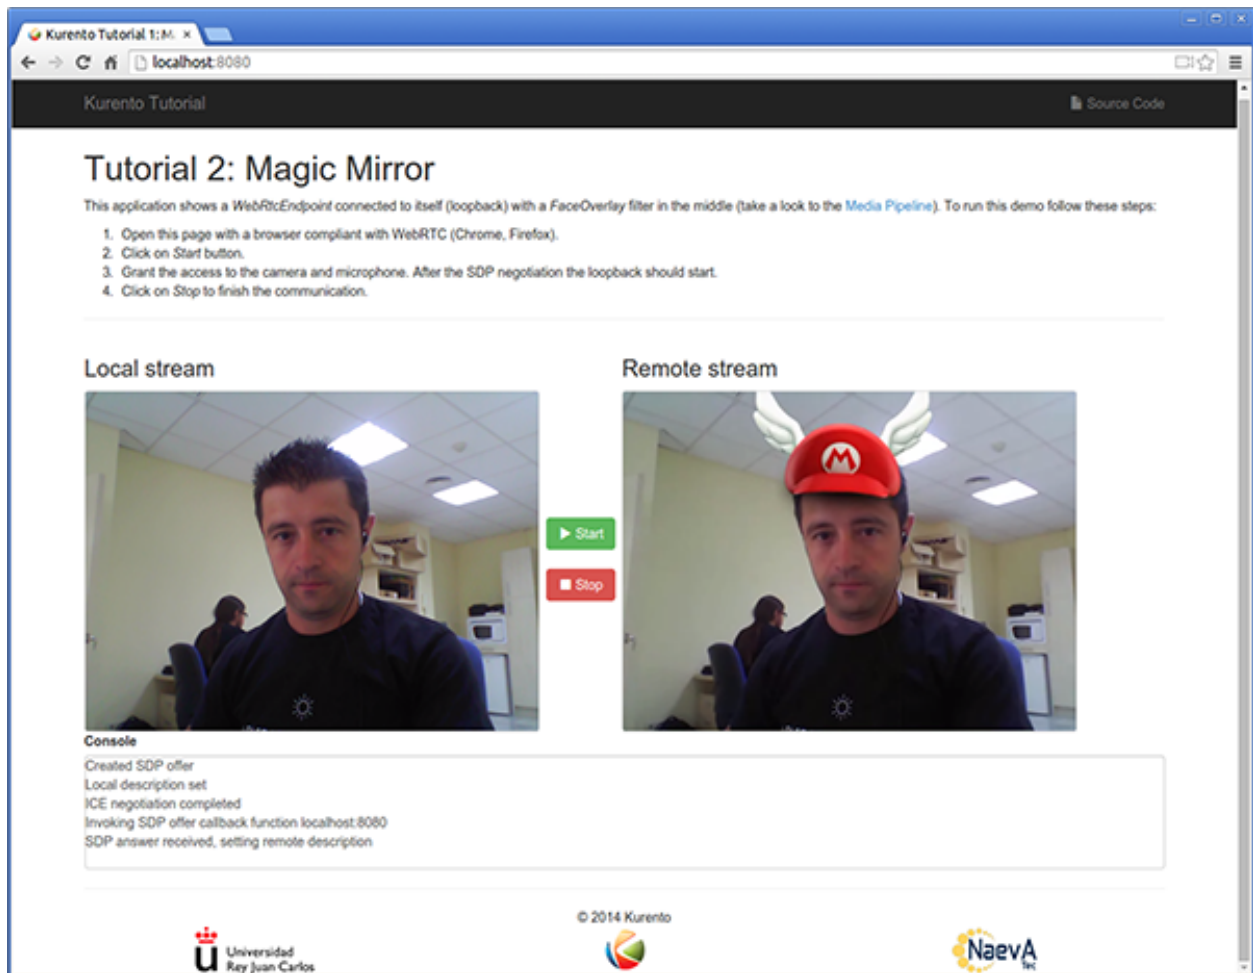 Kurento Tutorial 1: M
localhost:8080
Kurento Tutorial
Source Code
Tutorial 2: Magic Mirror
This application shows a WebRtcEndpoint connected to itself (loopback) with a FaceOverlay filter in the middle (take a look to the Media Pipeline). To run this demo follow these steps:
1. Open this page with a browser compliant with WebRTC (Chrome, Firefox).
2. Click on Start button.
3. Grant the access to the camera and microphone. After the SDP negotiation the loopback should start.
4. Click on Stop to finish the communication.
Local stream
Remote stream
M
Start
Stop
Console
Created SDP offer
Local description set
ICE negotiation completed
Invoking SDP offer callback function localhost:8080
SDP answer received, setting remote description
© 2014 Kurento
Universidad
Rey Juan Carlos
NaevA
Tec